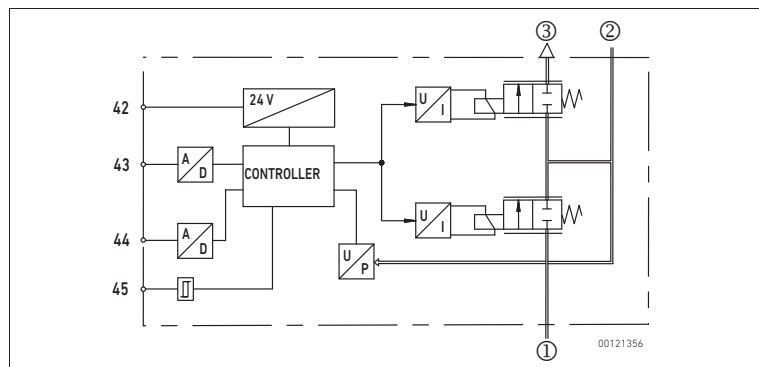 ③ ②
42
24 V
U
I
43
A
D
CONTROLLER
44
A
D
U
I
45
U
P
①
00121356